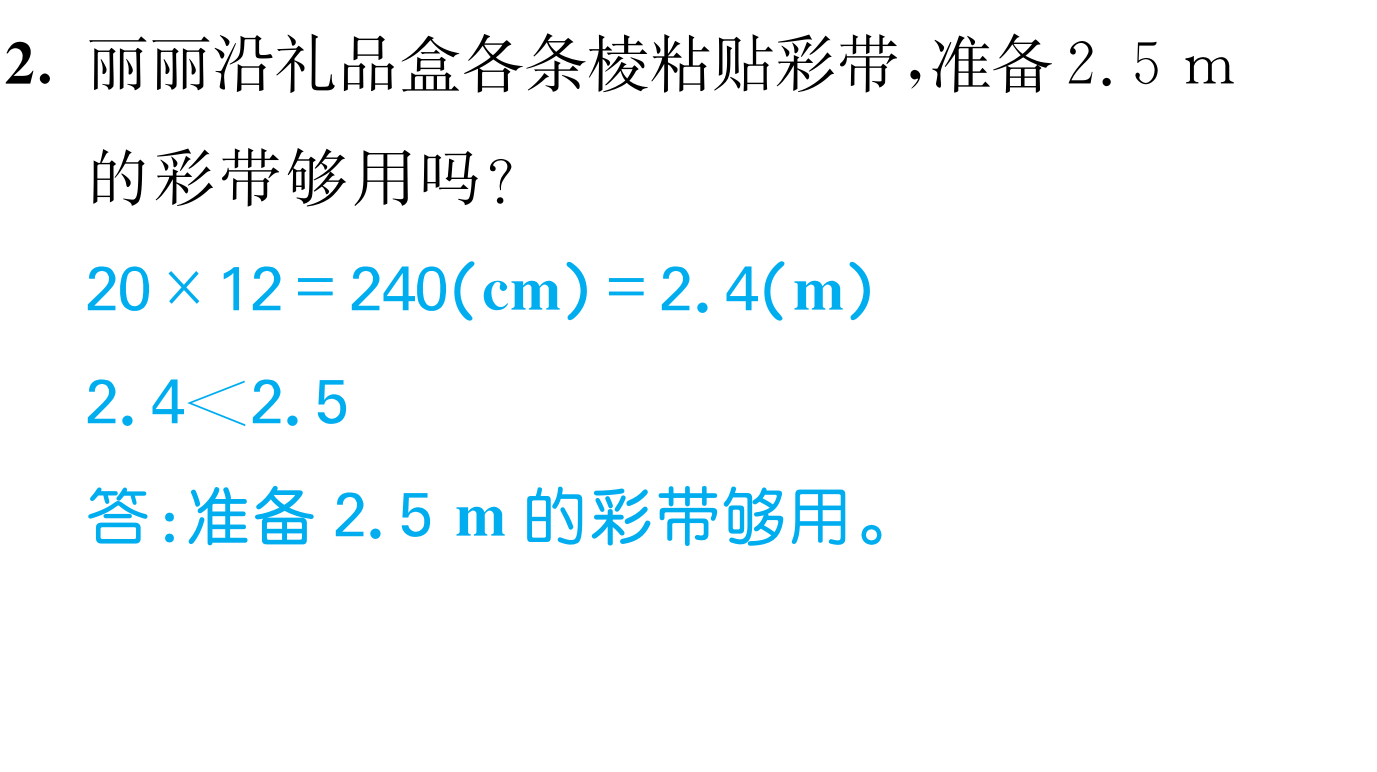 2. 丽丽沿礼品盒各条棱粘贴彩带,准备 2.5 m
的彩带够用吗?
20×12=240(cm)=2.4(m)
2.4<2.5
答:准备 2.5 m 的彩带够用。